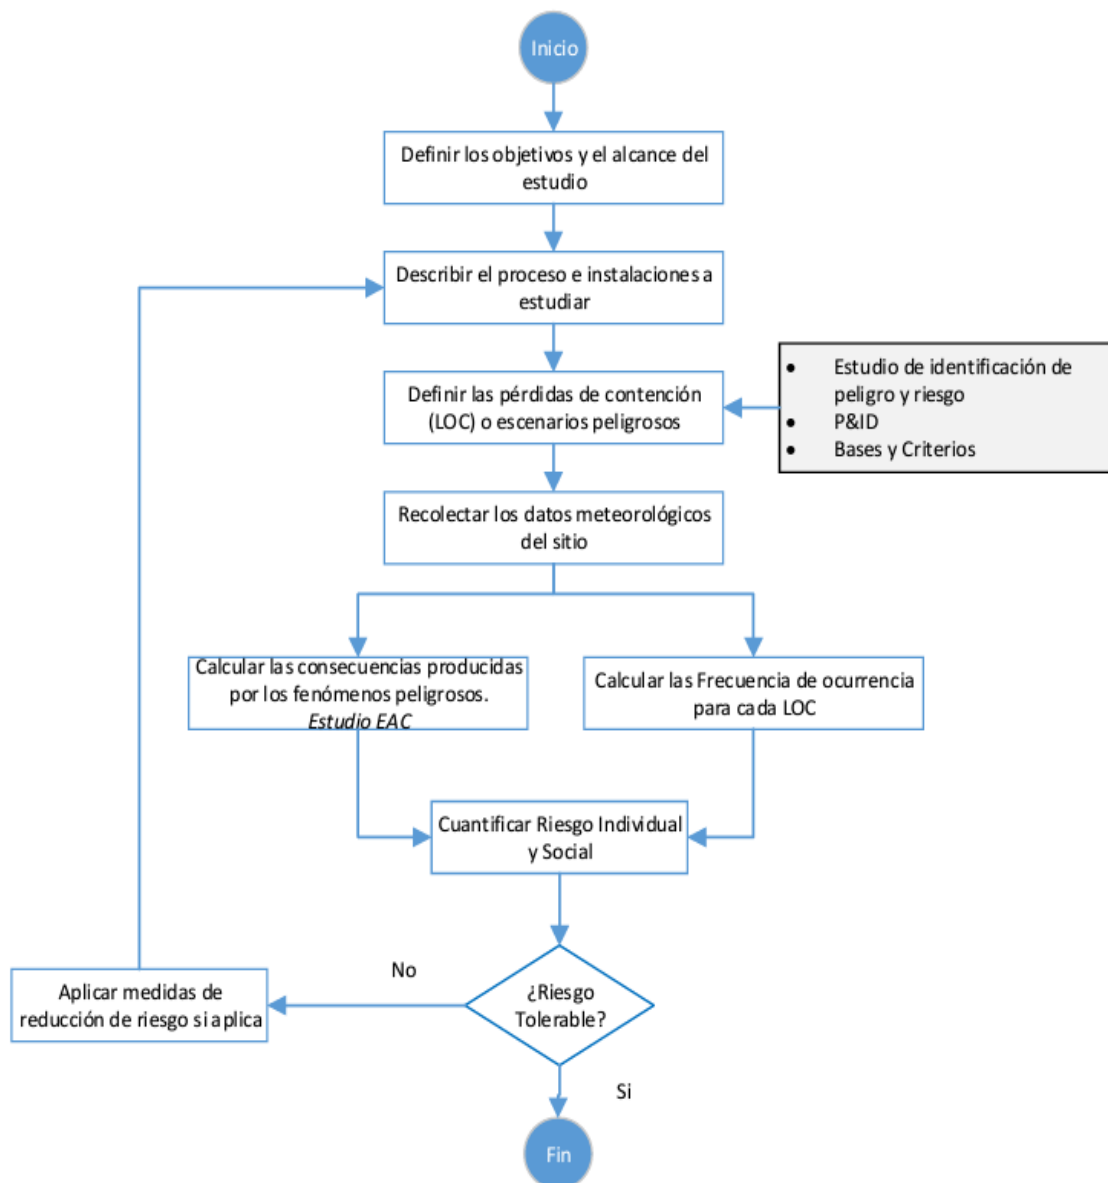 Inicio
Definir los objetivos y el alcance del
estudio
Describir el proceso e instalaciones a
estudiar
Definir las pérdidas de contención
(LOC) o escenarios peligrosos
• Estudio de identificación de
peligro y riesgo
• P&ID
• Bases y Criterios
Recolectar los datos meteorológicos
del sitio
Calcular las consecuencias producidas
por los fenómenos peligrosos.
Estudio EAC
Calcular las Frecuencia de ocurrencia
para cada LOC
Cuantificar Riesgo Individual
y Social
¿Riesgo
Tolerable?
No
Aplicar medidas de
reducción de riesgo si aplica
Si
Fin